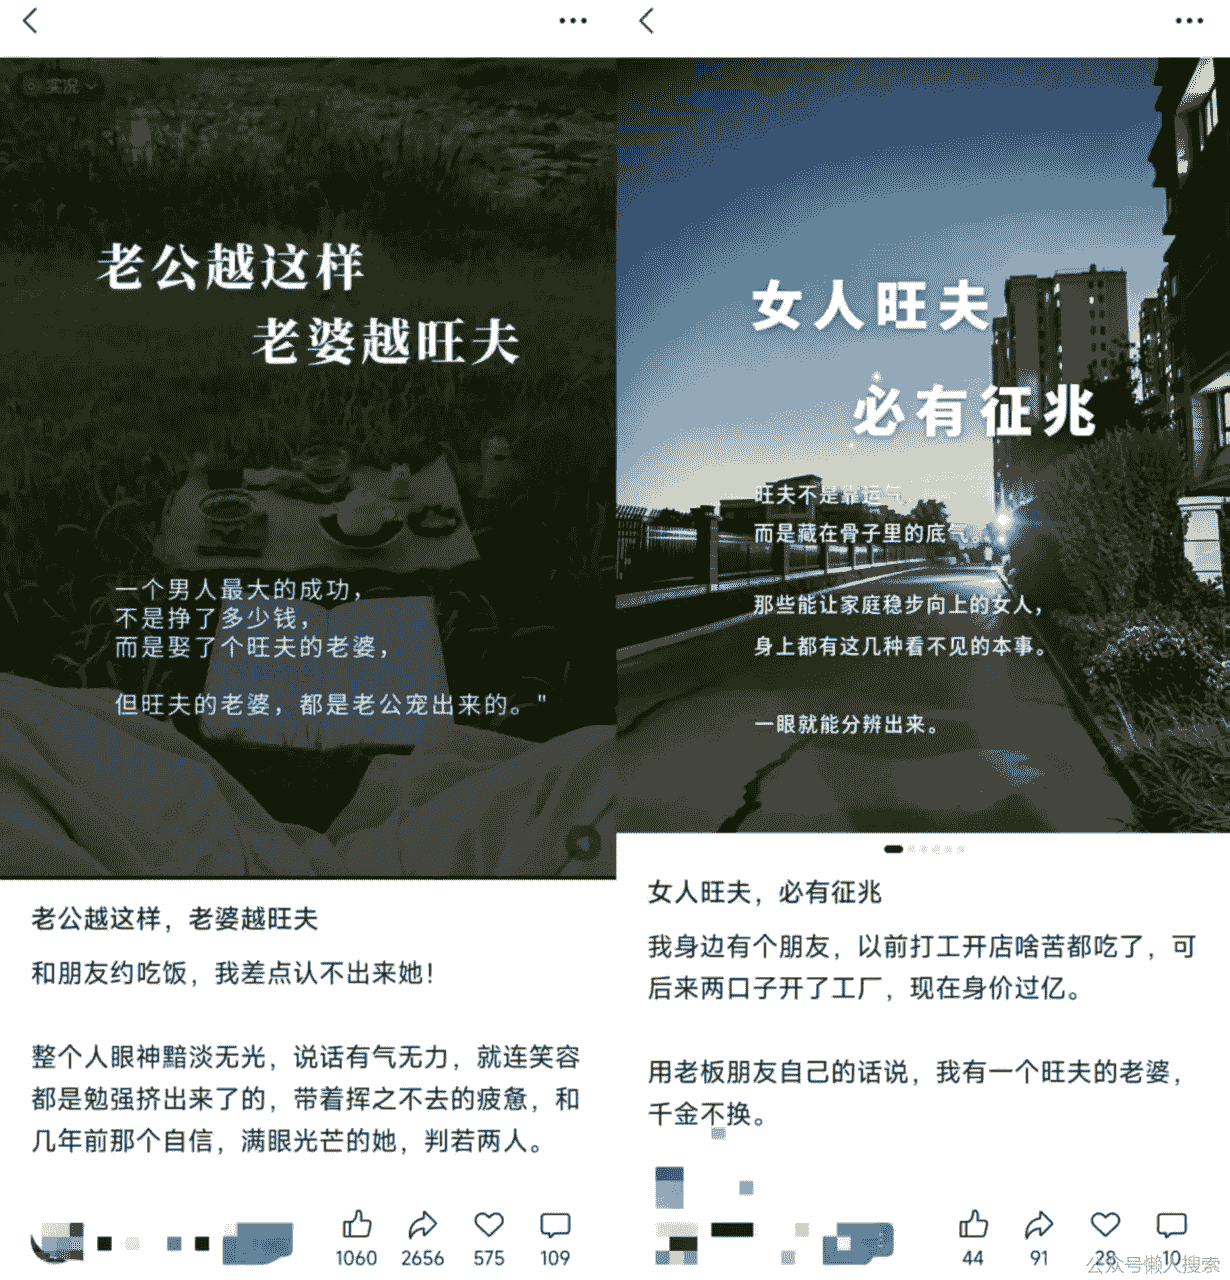 实况
老公越这样
老婆越旺夫
一个男人最大的成功，
不是挣了多少钱，
而是娶了个旺夫的老婆，
但旺夫的老婆，都是老公宠出来的。"
老公越这样，老婆越旺夫
和朋友约吃饭，我差点认不出来她！
整个人眼神黯淡无光，说话有气无力，就连笑容
都是勉强挤出来了的，带着挥之不去的疲惫，和
几年前那个自信，满眼光芒的她，判若两人。
1060 2656 575 109
女人旺夫
必有征兆
旺夫不是靠运气，
而是藏在骨子里的底气。
那些能让家庭稳步向上的女人，
身上都有这几种看不见的本事。
一眼就能分辨出来。
女人旺夫，必有征兆
我身边有个朋友，以前打工开店啥苦都吃了，可
后来两口子开了工厂，现在身价过亿。
用老板朋友自己的话说，我有一个旺夫的老婆，
千金不换。
44 91 28 10
公众号懒人搜索